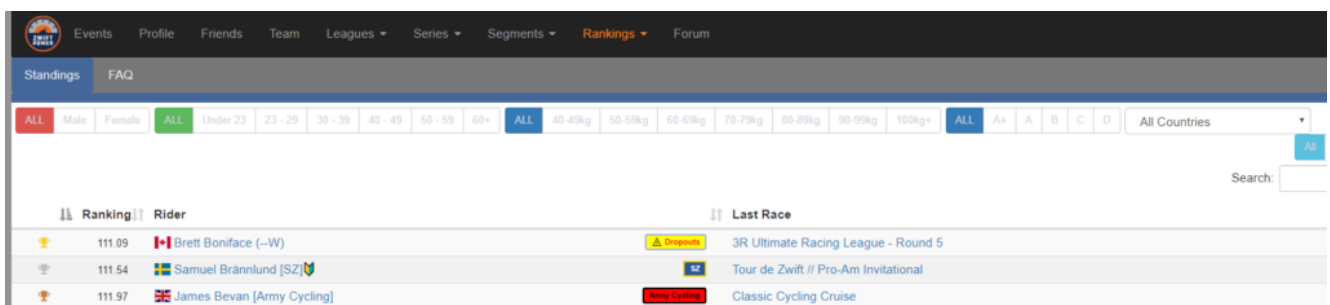 ZWIFT POWER Events Profile Friends Team Leagues Series Segments Rankings Forum
Standings FAQ
ALL Male Female ALL Under 23 23 - 29 30 - 39 40 - 49 50 - 59 60+ ALL 40-49kg 50-59kg 60-69kg 70-79kg 80-89kg 90-99kg 100kg+ ALL A+ A B C D All Countries
All
Search:
Ranking Rider Last Race
111.09 Brett Boniface (--W) Dropouts 3R Ultimate Racing League - Round 5
111.54 Samuel Brännlund [SZ] SZ Tour de Zwift // Pro-Am Invitational
111.97 James Bevan [Army Cycling] Army Cycling Classic Cycling Cruise